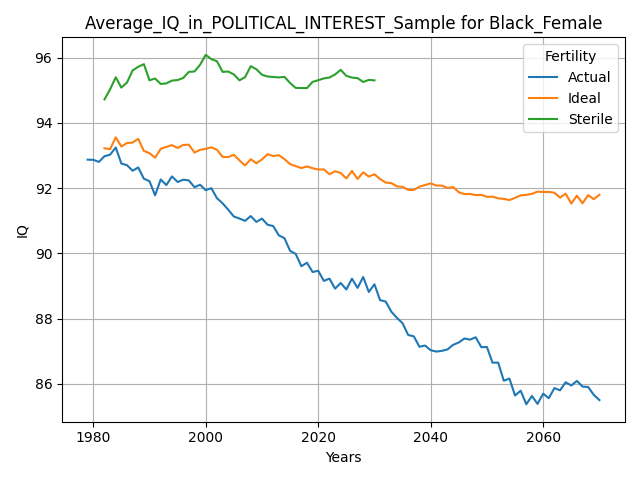 Average_IQ_in_POLITICAL_INTEREST_Sample for Black_Female
Fertility
Actual
Ideal
Sterile
IQ
96
94
92
90
88
86
1980
2000
2020
2040
2060
Years